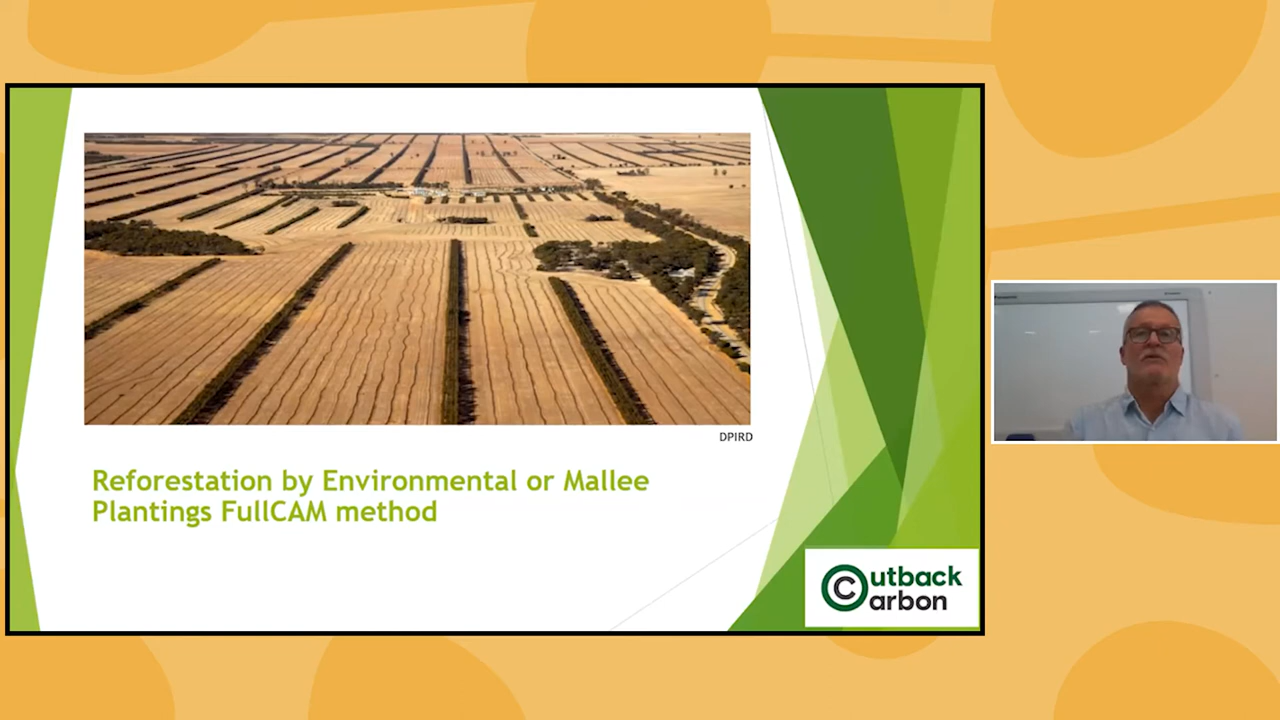 DPIRD
Reforestation by Environmental or Mallee
Plantings FullCAM method
Outback
Carbon